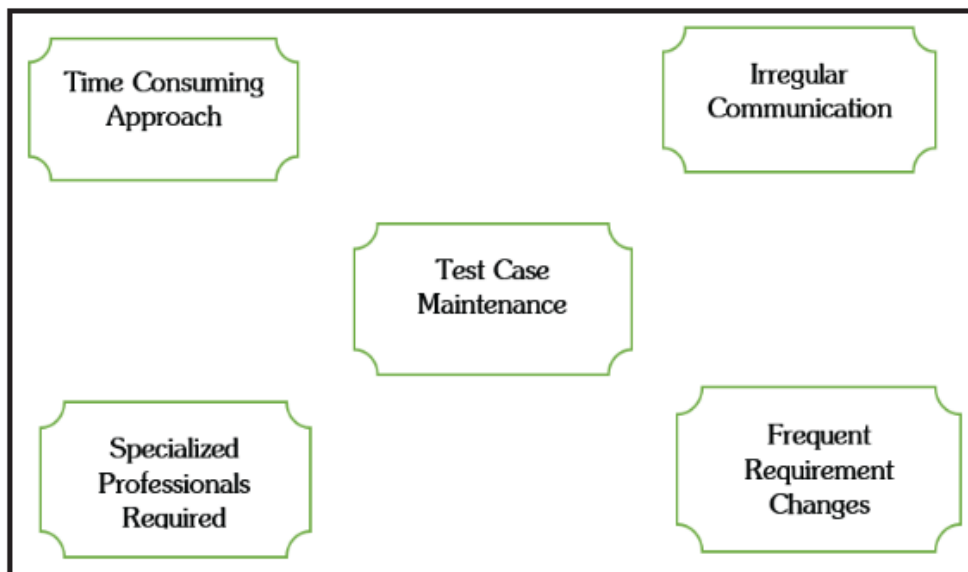 Time Consuming
Approach
Irregular
Communication
Test Case
Maintenance
Specialized
Professionals
Required
Frequent
Requirement
Changes